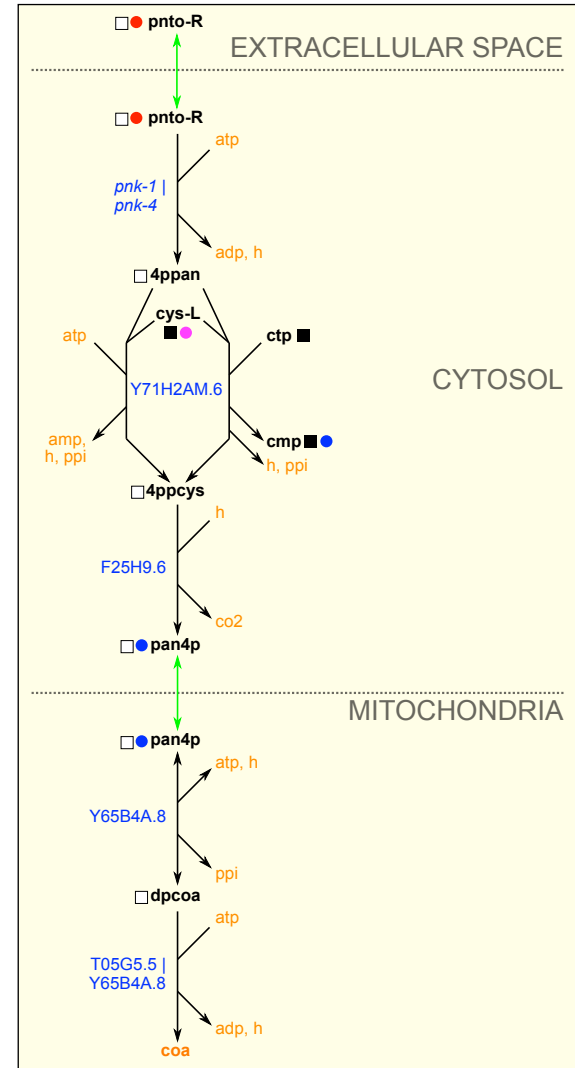 pnto-R
EXTRACELLULAR SPACE
pnto-R
atp
pnk-1 |
pnk-4
adp, h
4ppan
cys-L
atp
ctp
Y71H2AM.6
CYTOSOL
amp,
h, ppi
cmp
h, ppi
4ppcys
h
F25H9.6
co2
pan4p
MITOCHONDRIA
pan4p
atp, h
Y65B4A.8
ppi
dpcoa
atp
T05G5.5 |
Y65B4A.8
adp, h
coa